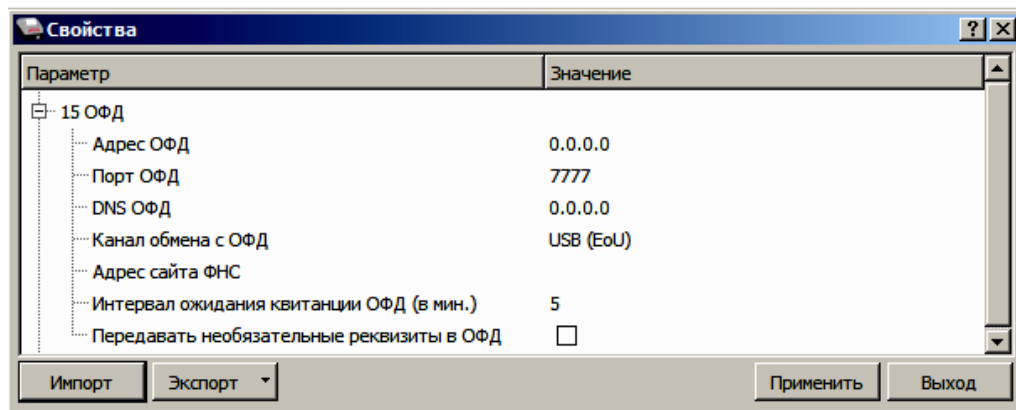 Свойства
Параметр Значение
15 ОФД
Адрес ОФД 0.0.0.0
Порт ОФД 7777
DNS ОФД 0.0.0.0
Канал обмена с ОФД USB (EoU)
Адрес сайта ФНС
Интервал ожидания квитанции ОФД (в мин.) 5
Передавать необязательные реквизиты в ОФД
Импорт Экспорт Применить Выход